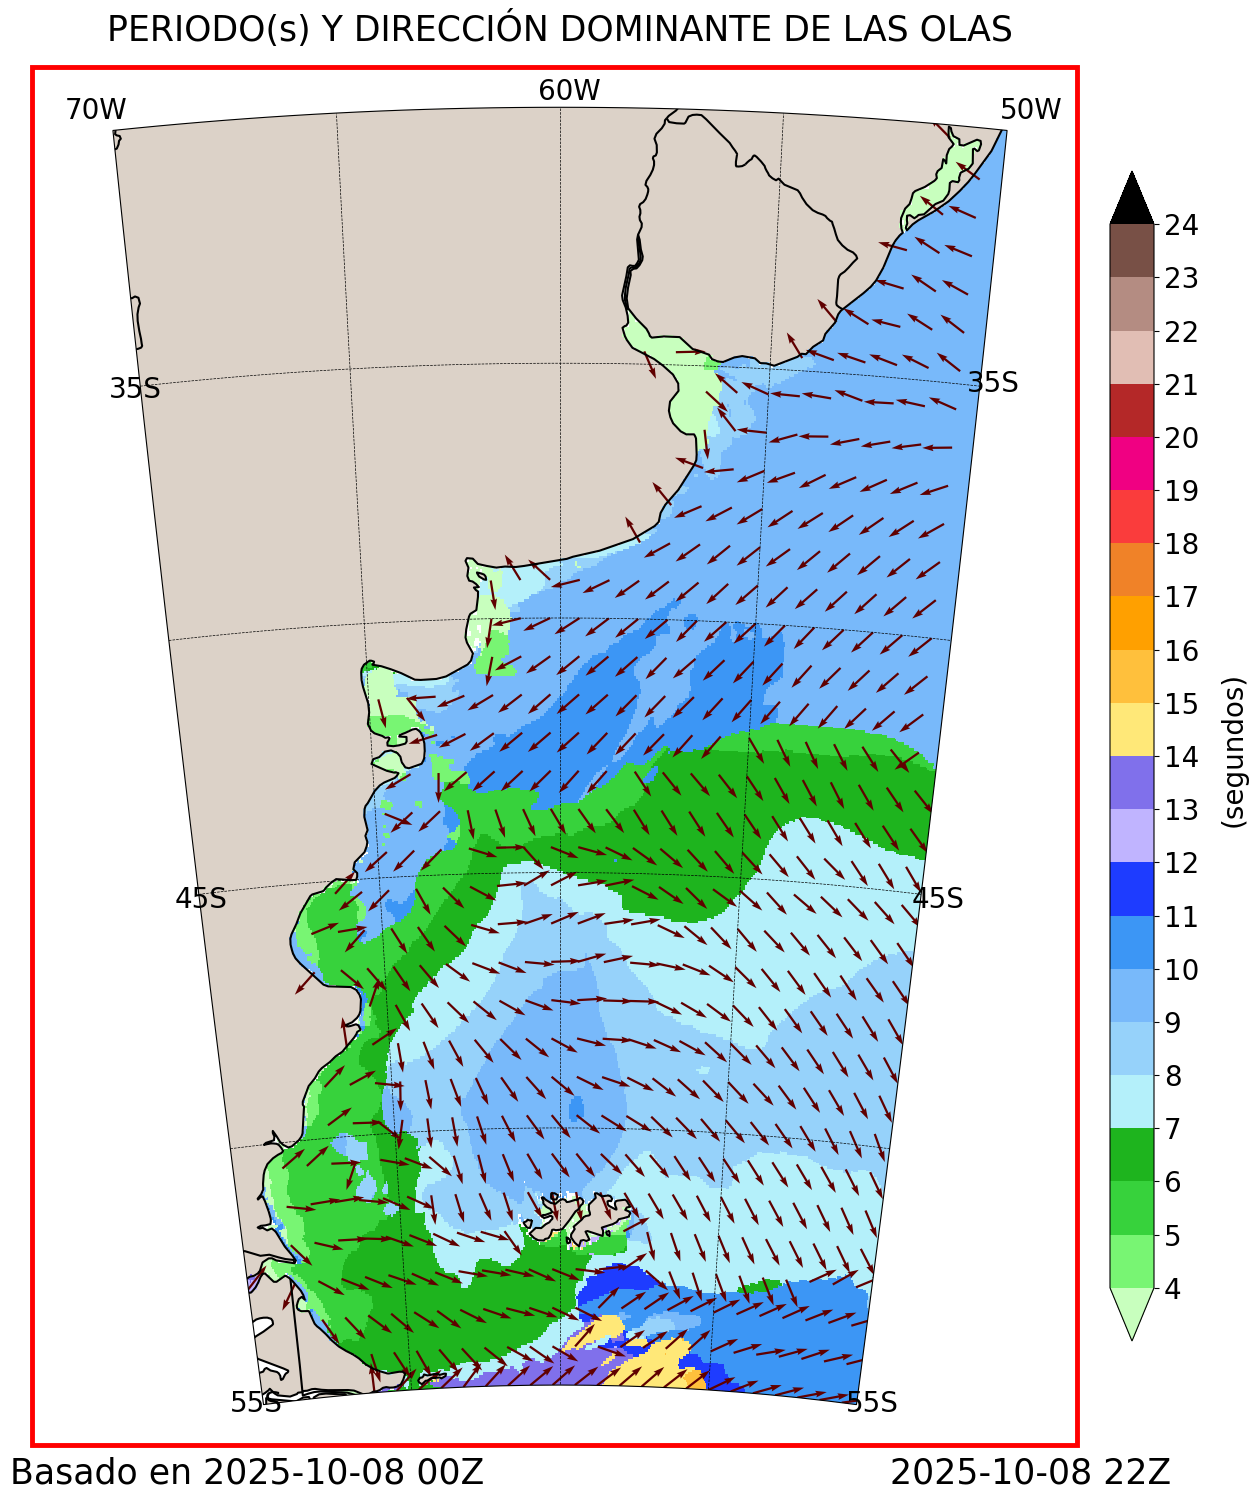 PERIODO(s) Y DIRECCIÓN DOMINANTE DE LAS OLAS
70W
60W
50W
35S
35S
45S
45S
55S
55S
24
23
22
21
20
19
18
17
16
15
14
13
12
11
10
9
8
7
6
5
4
(segundos)
Basado en 2025-10-08 00Z
2025-10-08 22Z